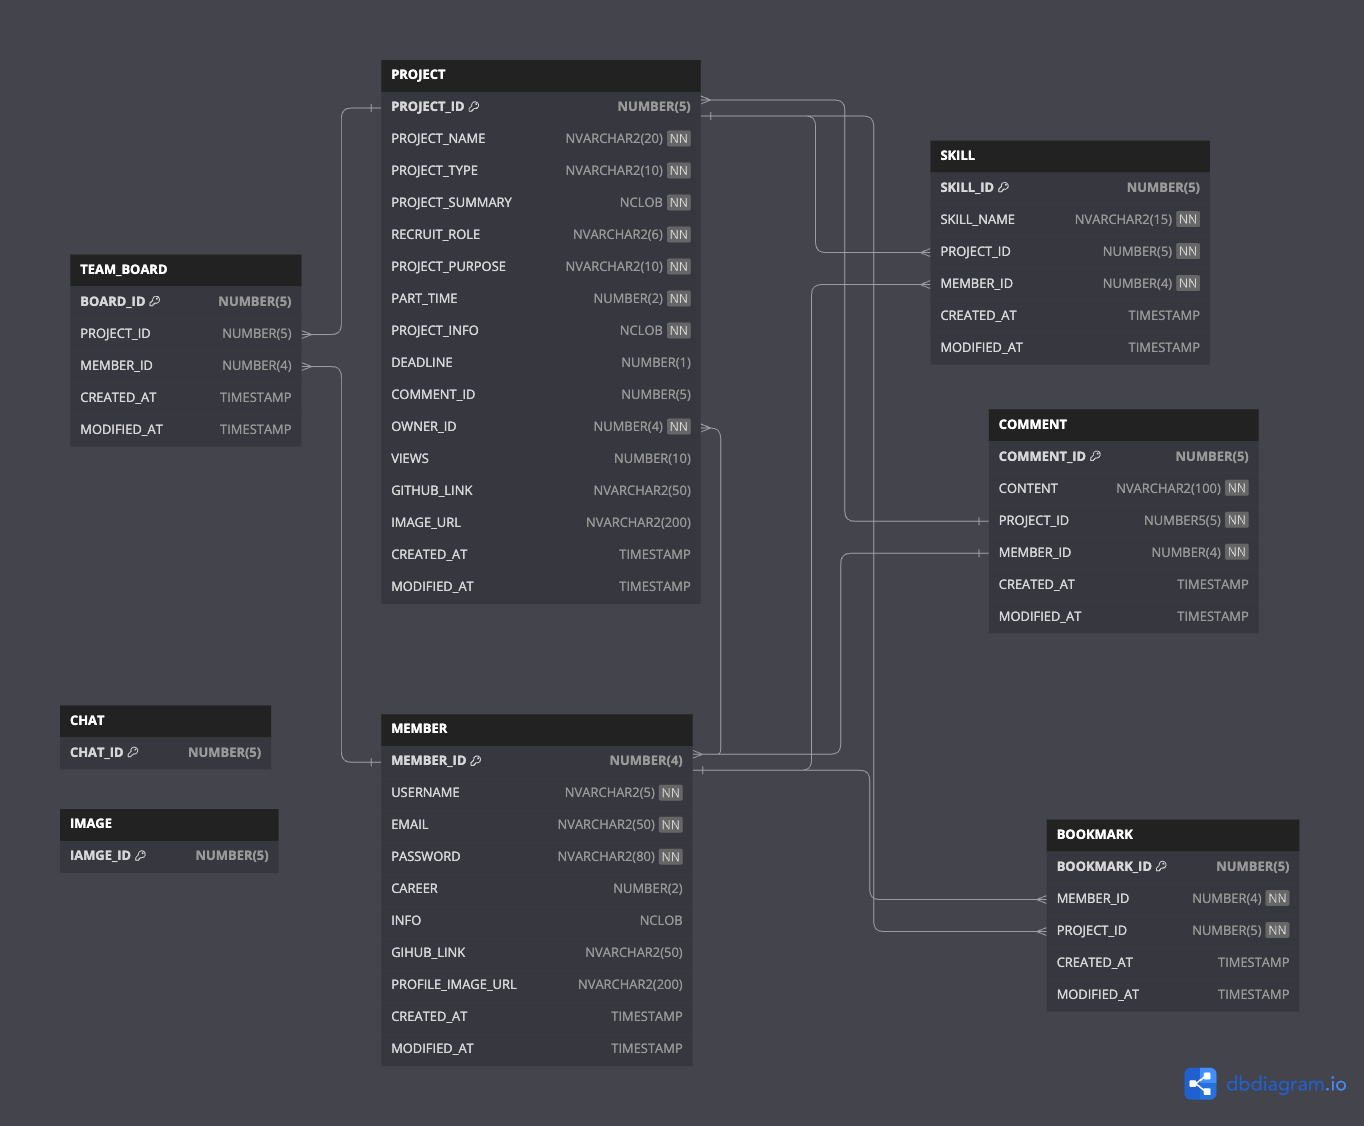 PROJECT
PROJECT_ID NUMBER(5)
PROJECT_NAME NVARCHAR2(20) NN
PROJECT_TYPE NVARCHAR2(10) NN
PROJECT_SUMMARY NCLOB NN
RECRUIT_ROLE NVARCHAR2(6) NN
PROJECT_PURPOSE NVARCHAR2(10) NN
PART_TIME NUMBER(2) NN
PROJECT_INFO NCLOB NN
DEADLINE NUMBER(1)
COMMENT_ID NUMBER(5)
OWNER_ID NUMBER(4) NN
VIEWS NUMBER(10)
GITHUB_LINK NVARCHAR2(50)
IMAGE_URL NVARCHAR2(200)
CREATED_AT TIMESTAMP
MODIFIED_AT TIMESTAMP
SKILL
SKILL_ID NUMBER(5)
SKILL_NAME NVARCHAR2(15) NN
PROJECT_ID NUMBER(5) NN
MEMBER_ID NUMBER(4) NN
CREATED_AT TIMESTAMP
MODIFIED_AT TIMESTAMP
TEAM_BOARD
BOARD_ID NUMBER(5)
PROJECT_ID NUMBER(5)
MEMBER_ID NUMBER(4)
CREATED_AT TIMESTAMP
MODIFIED_AT TIMESTAMP
COMMENT
COMMENT_ID NUMBER(5)
CONTENT NVARCHAR2(100) NN
PROJECT_ID NUMBER5(5) NN
MEMBER_ID NUMBER(4) NN
CREATED_AT TIMESTAMP
MODIFIED_AT TIMESTAMP
CHAT
CHAT_ID NUMBER(5)
IMAGE
IAMGE_ID NUMBER(5)
MEMBER
MEMBER_ID NUMBER(4)
USERNAME NVARCHAR2(5) NN
EMAIL NVARCHAR2(50) NN
PASSWORD NVARCHAR2(80) NN
CAREER NUMBER(2)
INFO NCLOB
GIHUB_LINK NVARCHAR2(50)
PROFILE_IMAGE_URL NVARCHAR2(200)
CREATED_AT TIMESTAMP
MODIFIED_AT TIMESTAMP
BOOKMARK
BOOKMARK_ID NUMBER(5)
MEMBER_ID NUMBER(4) NN
PROJECT_ID NUMBER(5) NN
CREATED_AT TIMESTAMP
MODIFIED_AT TIMESTAMP
dbdiagram.io